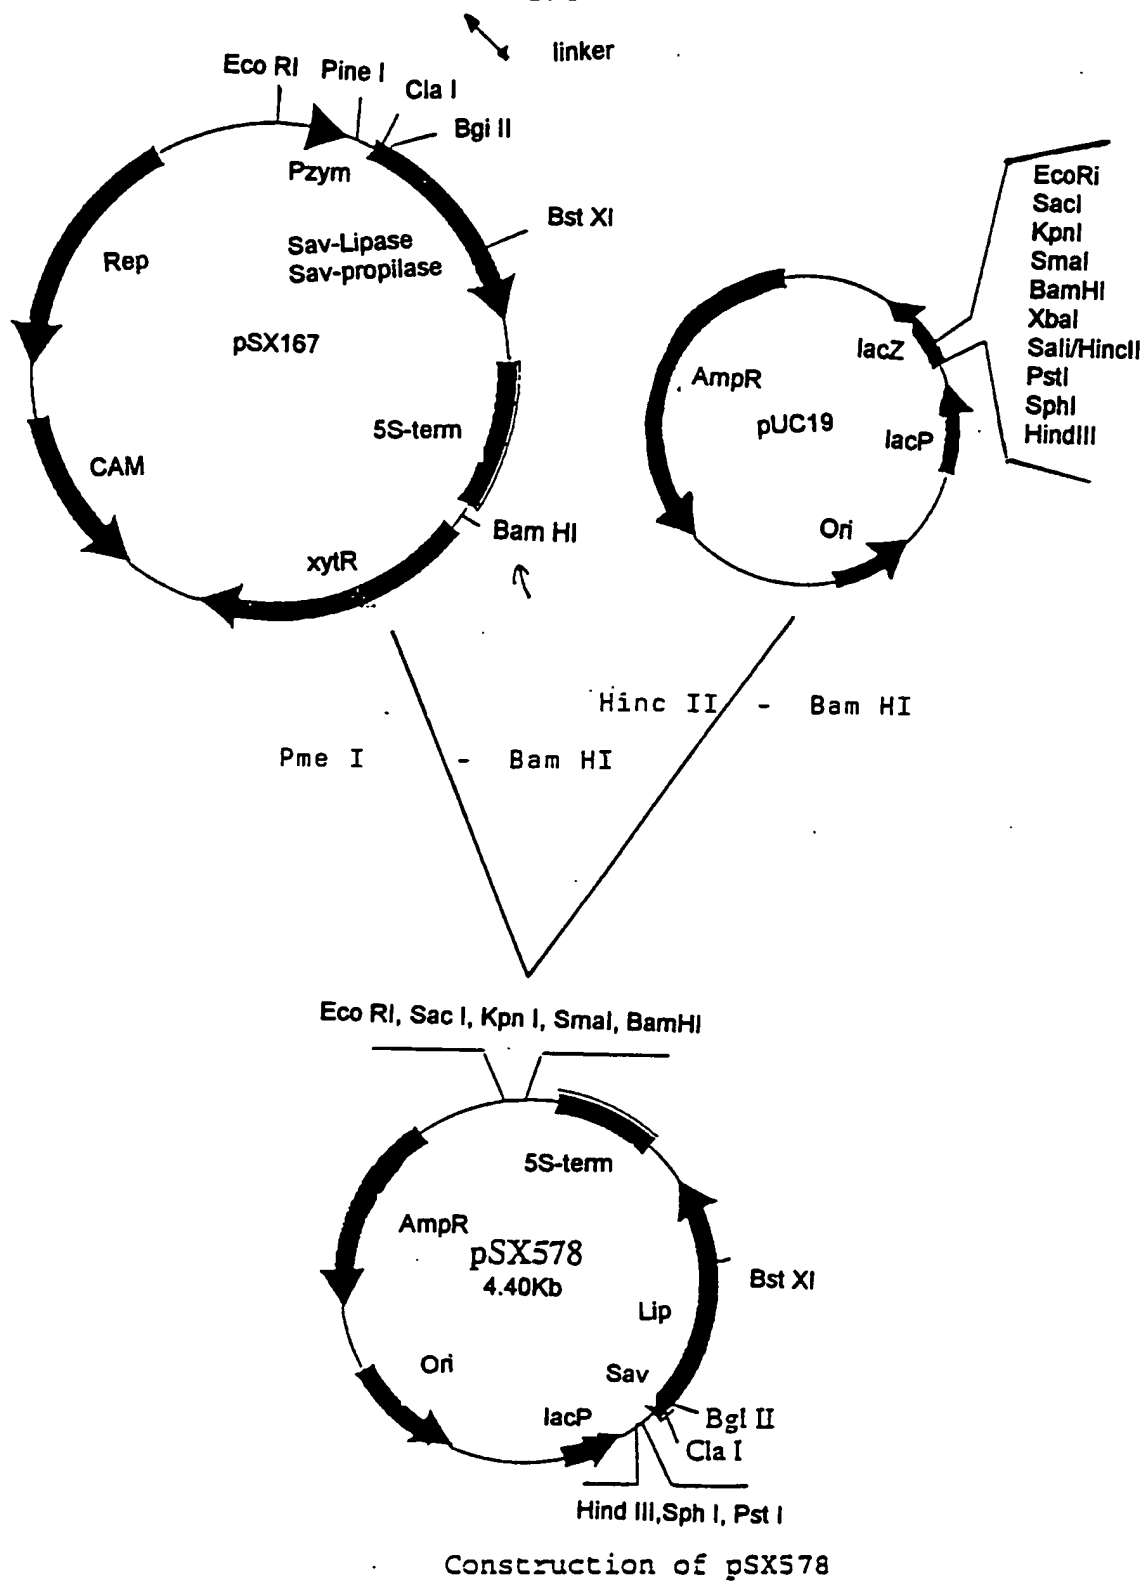 linker
Eco RI
Pine I
Cla I
Bgi II
Pzym
Bst XI
Sav-Lipase
Sav-propilase
Rep
pSX167
5S-term
CAM
Bam HI
xytR
EcoRi
SacI
KpnI
SmaI
BamHI
XbaI
Sali/HincII
PstI
SphI
HindIII
lacZ
AmpR
pUC19
lacP
Ori
Hinc II - Bam HI
Pme I - Bam HI
Eco RI, Sac I, Kpn I, SmaI, BamHI
5S-term
AmpR
pSX578
4.40Kb
Bst XI
Lip
Ori
Sav
lacP
Bgl II
Cla I
Hind III,Sph I, Pst I
Construction of pSX578